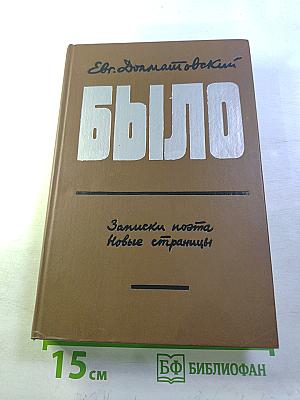 Евг. Долматовский
БЫЛО
Записки поэта
Новые страницы
15 см
БФ БИБЛИОФАН